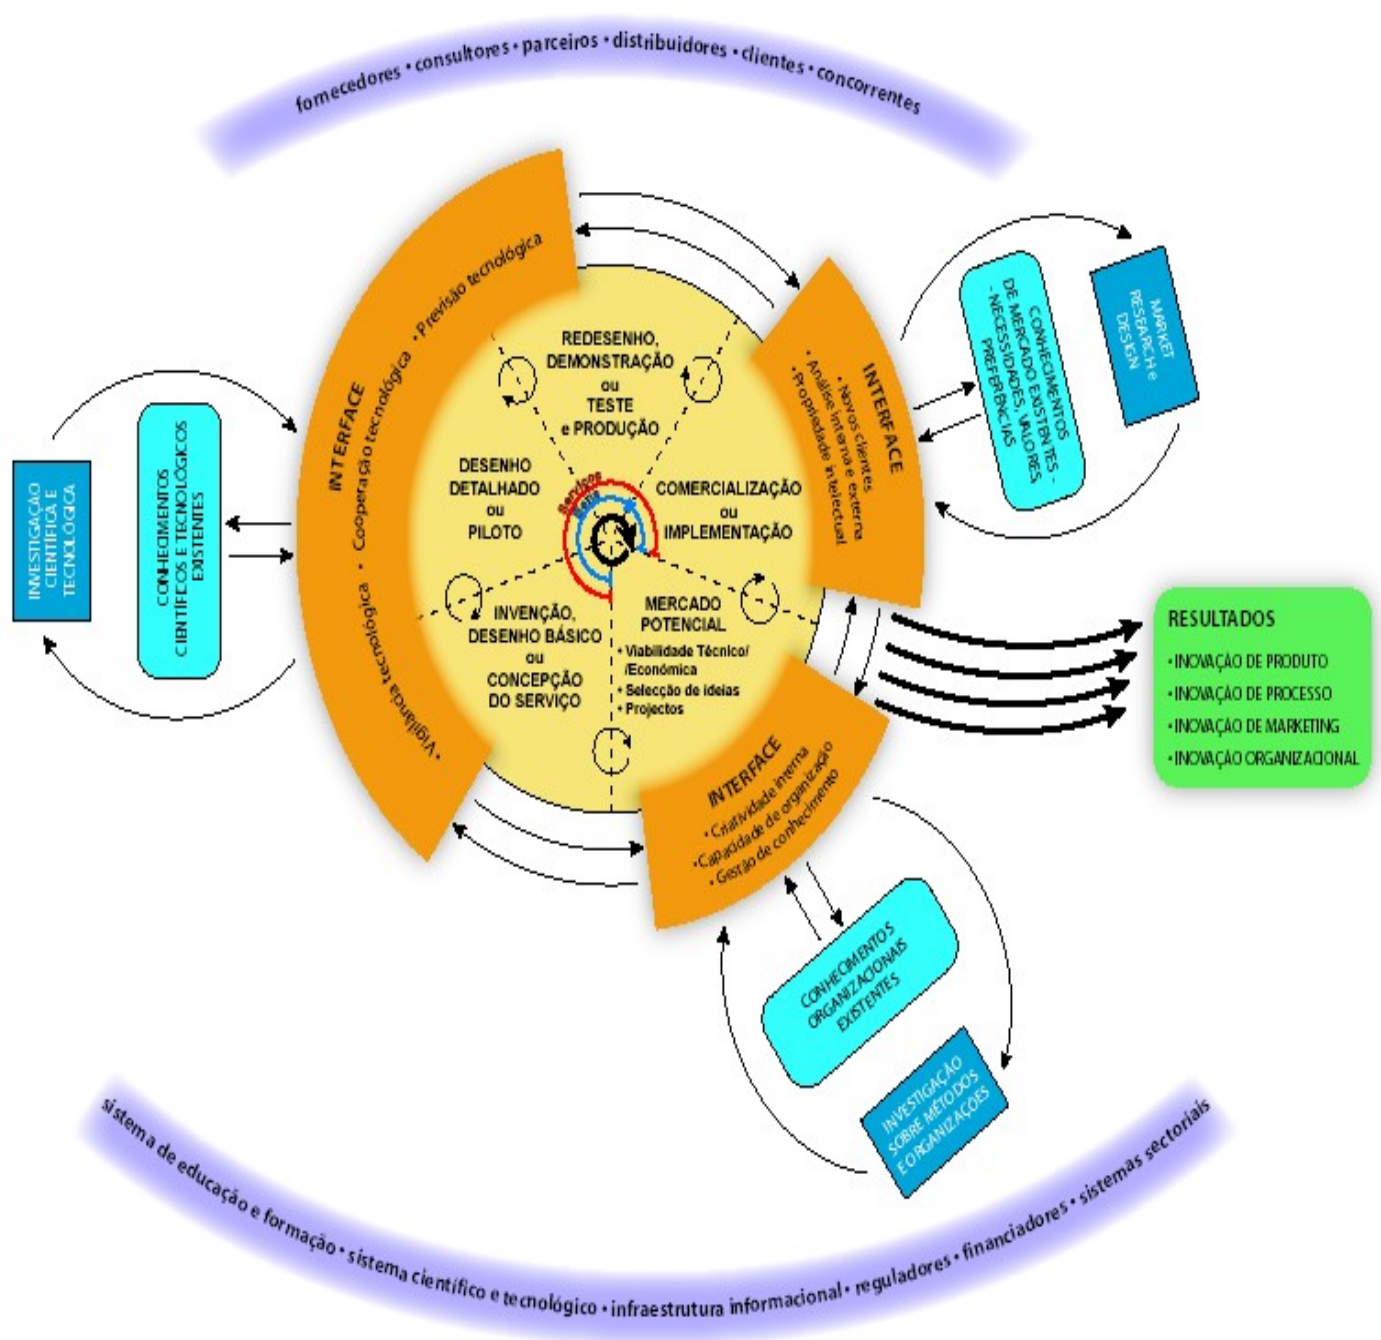 fornecedores • consultores • parceiros • distribuidores • clientes • concorrentes
INTERFACE
• Vigilância tecnológica • Cooperação tecnológica • Previsão tecnológica
INVESTIGAÇÃO
CIENTÍFICA E
TECNOLÓGICA
CONHECIMENTOS
CIENTÍFICOS E TECNOLÓGICOS
EXISTENTES
REDESENHO,
DEMONSTRAÇÃO
ou
TESTE
e PRODUÇÃO
DESENHO
DETALHADO
ou
PILOTO
Serviços
Bens
COMERCIALIZAÇÃO
ou
IMPLEMENTAÇÃO
INVENÇÃO,
DESENHO BÁSICO
ou
CONCEPÇÃO
DO SERVIÇO
MERCADO
POTENCIAL
• Viabilidade Técnico/
/Económica
• Selecção de ideias
• Projectos
INTERFACE
• Novos clientes
• Análise interna e externa
• Propriedade intelectual
CONHECIMENTOS
DE MERCADO EXISTENTES -
- NECESSIDADES, VALORES
PREFERÊNCIAS
MARKET
RESEARCH e
DESIGN
INTERFACE
• Criatividade interna
• Capacidade de organização
• Gestão de conhecimento
CONHECIMENTOS
ORGANIZACIONAIS
EXISTENTES
INVESTIGAÇÃO
SOBRE MÉTODOS
E ORGANIZAÇÕES
RESULTADOS
• INOVAÇÃO DE PRODUTO
• INOVAÇÃO DE PROCESSO
• INOVAÇÃO DE MARKETING
• INOVAÇÃO ORGANIZACIONAL
sistema de educação e formação • sistema científico e tecnológico • infraestrutura informacional • reguladores • financiadores • sistemas sectoriais